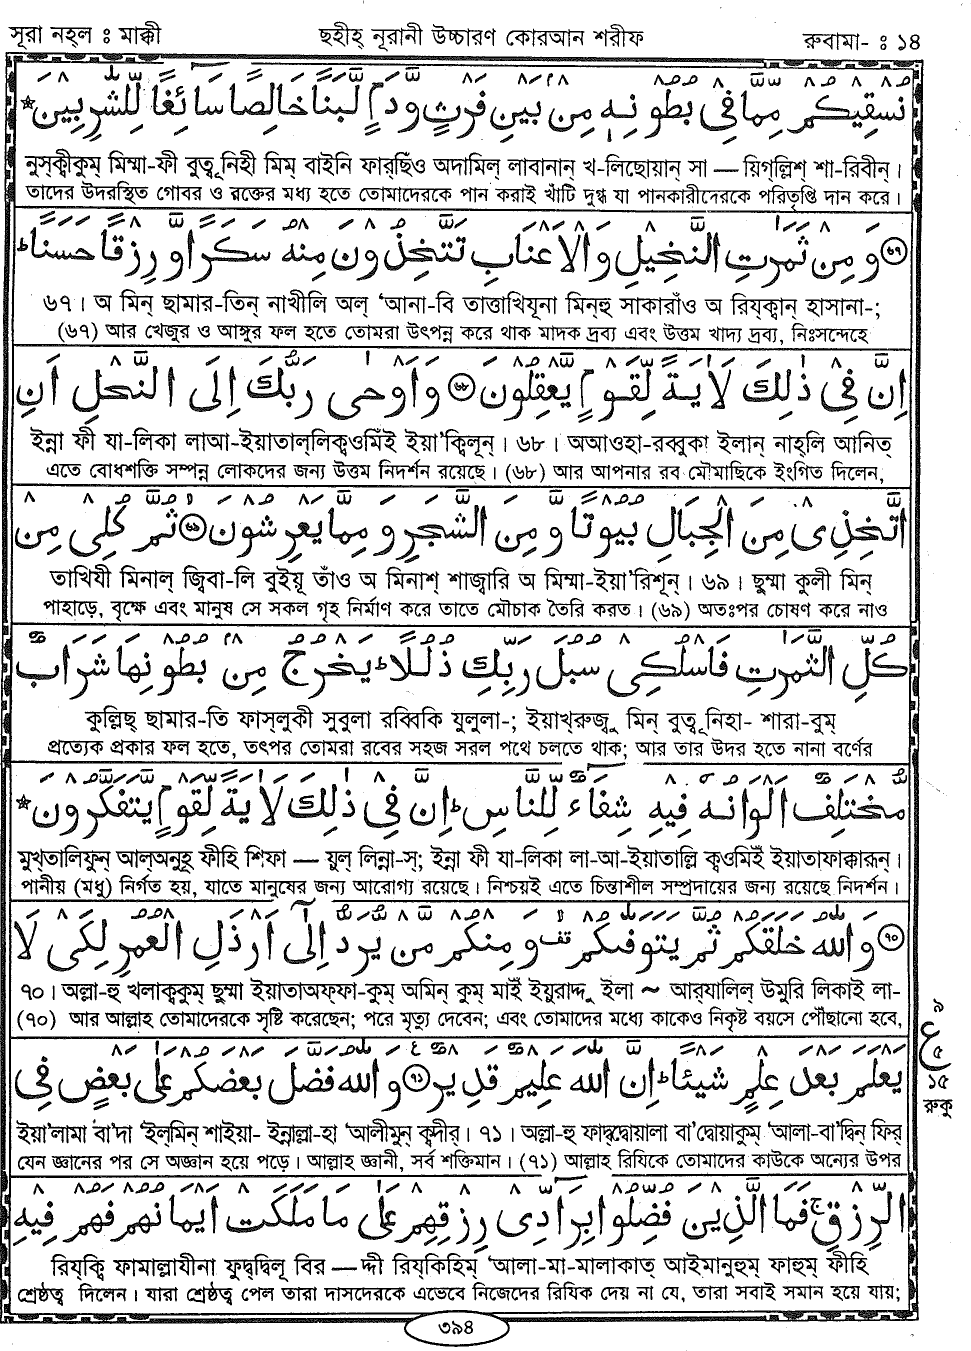 সূরা নহ্‌ল ঃ মাক্কী
ছহীহ্ নূরানী উচ্চারণ কোরআন শরীফ
রুবামা- ঃ ১৪
نُسْقِيْكُمْ مِّمَّا فِيْ بُطُوْنِهٖ مِنْۢ بَيْنِ فَرْثٍ وَّدَمٍ لَّبَنًا خَالِصًا سَآئِغًا لِّلشّٰرِبِيْنَ
নুস্‌ক্বীকুম্ মিম্মা-ফী বুত্বূনিহী মিম্ বাইনি ফার্‌ছিঁও অদামিল্ লাবানান্ খ-লিছোয়ান্ সা — য়িগল্লিশ্ শা-রিবীন্।
তাদের উদরস্থিত গোবর ও রক্তের মধ্য হতে তোমাদেরকে পান করাই খাঁটি দুগ্ধ যা পানকারীদেরকে পরিতৃপ্তি দান করে।
﴿٦٧﴾ وَمِنْ ثَمَرٰتِ النَّخِيْلِ وَالْاَعْنَابِ تَتَّخِذُوْنَ مِنْهُ سَكَرًا وَّرِزْقًا حَسَنًا ؕ
৬৭। অ মিন্ ছামার-তিন্ নাখীলি অল্ ‘আনা-বি তাত্তাখিযূনা মিন্‌হু সাকারাঁও অ রিয্‌ক্বান্ হাসানা-;
(৬৭) আর খেজুর ও আঙ্গুর ফল হতে তোমরা উৎপন্ন করে থাক মাদক দ্রব্য এবং উত্তম খাদ্য দ্রব্য, নিঃসন্দেহে
اِنَّ فِيْ ذٰلِكَ لَاٰيَةً لِّقَوْمٍ يَّعْقِلُوْنَ ﴿٦٨﴾ وَاَوْحٰى رَبُّكَ اِلَى النَّحْلِ اَنِ
ইন্না ফী যা-লিকা লাআ-ইয়াতাল্‌লিক্বওমিঁই ইয়া’ক্বিলূন্। ৬৮। অআওহা-রব্বুকা ইলান্ নাহ্‌লি আনিত্
এতে বোধশক্তি সম্পন্ন লোকদের জন্য উত্তম নিদর্শন রয়েছে। (৬৮) আর আপনার রব মৌমাছিকে ইংগিত দিলেন,
اتَّخِذِيْ مِنَ الْجِبَالِ بُيُوْتًا وَّمِنَ الشَّجَرِ وَمِمَّا يَعْرِشُوْنَ ﴿٦٩﴾ ثُمَّ كُلِيْ مِنْ
তাখিযী মিনাল্ জ্বিবা-লি বুইয়ূ তাঁও অ মিনাশ্ শাজ্বারি অ মিম্মা-ইয়া’রিশূন্। ৬৯। ছুম্মা কুলী মিন্
পাহাড়ে, বৃক্ষে এবং মানুষ সে সকল গৃহ নির্মাণ করে তাতে মৌচাক তৈরি করত। (৬৯) অতঃপর চোষণ করে নাও
كُلِّ الثَّمَرٰتِ فَاسْلُكِيْ سُبُلَ رَبِّكِ ذُلُلًا ؕ يَخْرُجُ مِنْۢ بُطُوْنِهَا شَرَابٌ
কুল্লিছ্ ছামার-তি ফাস্‌লুকী সুবুলা রব্বিকি যুলুলা-; ইয়াখ্‌রুজ্বূ মিন্ বুত্বূনিহা- শারা-বুম্
প্রত্যেক প্রকার ফল হতে, তৎপর তোমরা রবের সহজ সরল পথে চলতে থাক; আর তার উদর হতে নানা বর্ণের
مُّخْتَلِفٌ اَلْوَانُهٗ فِيْهِ شِفَآءٌ لِّلنَّاسِ ؕ اِنَّ فِيْ ذٰلِكَ لَاٰيَةً لِّقَوْمٍ يَّتَفَكَّرُوْنَ
মুখ্‌তালিফুন্ আল্‌অনুহূ ফীহি শিফা — য়ুল্ লিন্না-স্; ইন্না ফী যা-লিকা লা-আ-ইয়াতাল্লি ক্বওমিইঁ ইয়াতাফাক্কারূন্।
পানীয় (মধু) নির্গত হয়, যাতে মানুষের জন্য আরোগ্য রয়েছে। নিশ্চয়ই এতে চিন্তাশীল সম্প্রদায়ের জন্য রয়েছে নিদর্শন।
﴿٧٠﴾ وَاللّٰهُ خَلَقَكُمْ ثُمَّ يَتَوَفّٰىكُمْ ۙ وَمِنْكُمْ مَّنْ يُّرَدُّ اِلٰٓى اَرْذَلِ الْعُمُرِ لِكَيْ لَا
৭০। অল্লা-হু খলাক্বকুম্ ছুম্মা ইয়াতাঅফ্‌ফা-কুম্ অমিন্ কুম্ মাইঁ ইয়ুরাদ্দু ইলা ~ আর্‌যালিল্ উমুরি লিকাই লা-
(৭০) আর আল্লাহ তোমাদেরকে সৃষ্টি করেছেন; পরে মৃত্যু দেবেন; এবং তোমাদের মধ্যে কাকেও নিকৃষ্ট বয়সে পৌঁছানো হবে,
يَعْلَمَ بَعْدَ عِلْمٍ شَيْئًا ؕ اِنَّ اللّٰهَ عَلِيْمٌ قَدِيْرٌ ﴿٧١﴾ وَاللّٰهُ فَضَّلَ بَعْضَكُمْ عَلٰى بَعْضٍ فِي
ইয়া’লামা বা’দা ‘ইল্‌মিন্ শাইয়া- ইন্নাল্লা-হা ‘আলীমুন্ ক্বদীর্। ৭১। অল্লা-হু ফাদ্বদ্বোয়ালা বা’দ্বোয়াকুম্ ‘আলা-বা’দ্বিন্ ফির্
যেন জ্ঞানের পর সে অজ্ঞান হয়ে পড়ে। আল্লাহ জ্ঞানী, সর্ব শক্তিমান। (৭১) আল্লাহ রিযিকে তোমাদের কাউকে অন্যের উপর
الرِّزْقِ ۚ فَمَا الَّذِيْنَ فُضِّلُوْا بِرَآدِّيْ رِزْقِهِمْ عَلٰى مَا مَلَكَتْ اَيْمَانُهُمْ فَهُمْ فِيْهِ
রিয্‌ক্বি ফামাল্লাযীনা ফুদ্বদ্বিলূ বির — দ্দী রিয্‌কিহিম্ ‘আলা-মা-মালাকাত্ আইমানুহুম্ ফাহুম্ ফীহি
শ্রেষ্ঠত্ব দিলেন। যারা শ্রেষ্ঠত্ব পেল তারা দাসদেরকে এভেবে নিজেদের রিযিক দেয় না যে, তারা সবাই সমান হয়ে যায়;
৯
ع
৫
১৫
রুকু
৩৯৪